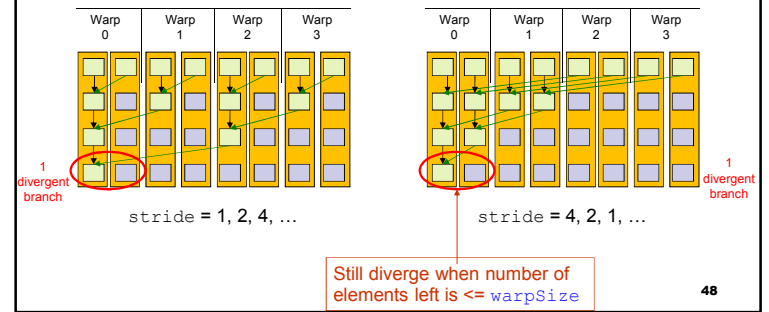 Warp Warp Warp Warp
0 1 2 3
Warp Warp Warp Warp
0 1 2 3
1
divergent
branch
1
divergent
branch
stride = 1, 2, 4, …
stride = 4, 2, 1, …
Still diverge when number of
elements left is <= warpSize
48